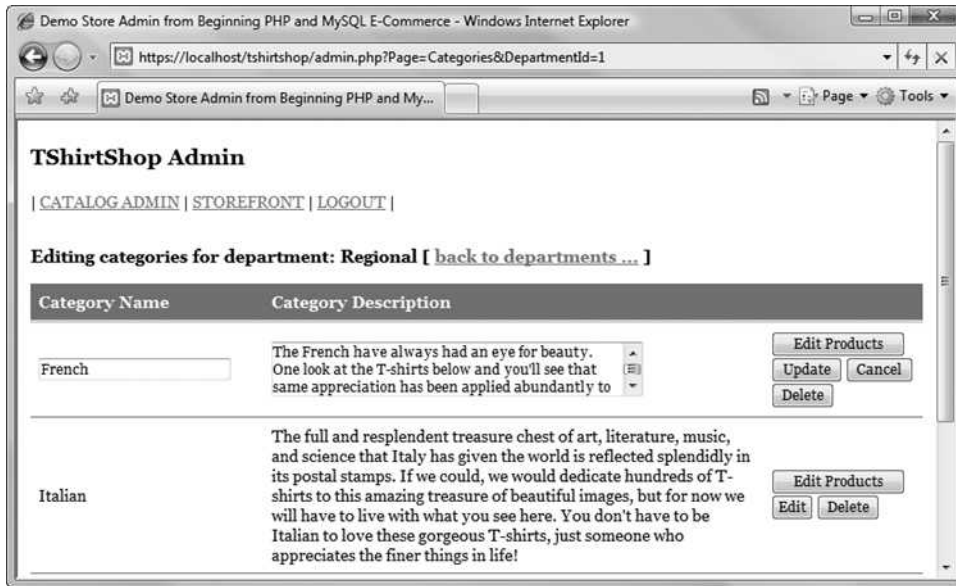 Demo Store Admin from Beginning PHP and MySQL E-Commerce - Windows Internet Explorer
https://localhost/tshirtshop/admin.php?Page=Categories&DepartmentId=1
Demo Store Admin from Beginning PHP and My...
Page
Tools
TShirtShop Admin
| CATALOG ADMIN | STOREFRONT | LOGOUT |
Editing categories for department: Regional [ back to departments ... ]
Category Name Category Description
French
The French have always had an eye for beauty.
One look at the T-shirts below and you'll see that
same appreciation has been applied abundantly to
Edit Products
Update Cancel
Delete
Italian
The full and resplendent treasure chest of art, literature, music,
and science that Italy has given the world is reflected splendidly in
its postal stamps. If we could, we would dedicate hundreds of T-
shirts to this amazing treasure of beautiful images, but for now we
will have to live with what you see here. You don't have to be
Italian to love these gorgeous T-shirts, just someone who
appreciates the finer things in life!
Edit Products
Edit Delete